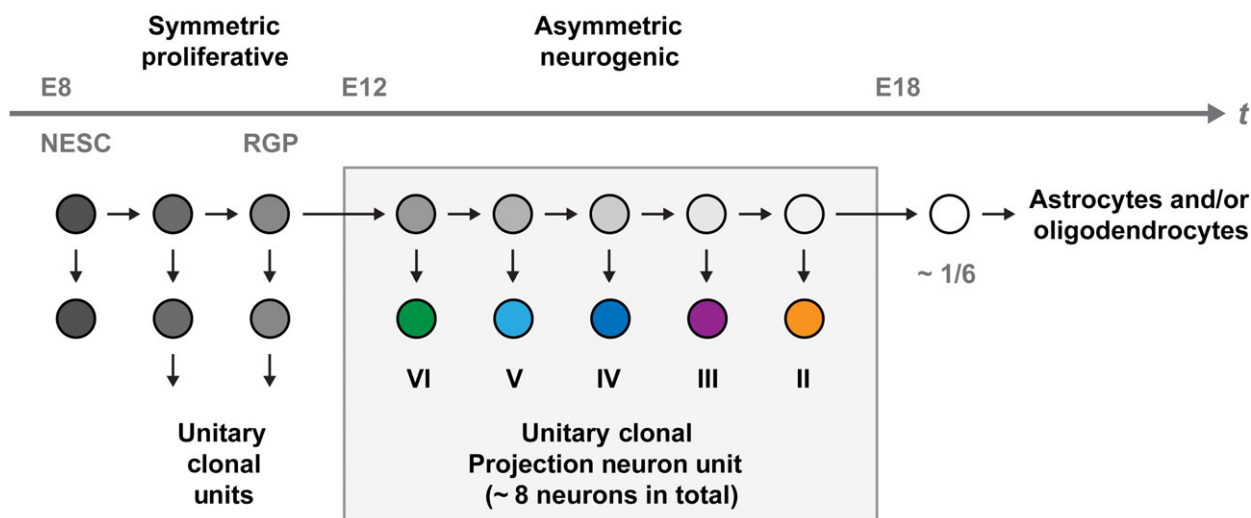 Symmetric
proliferative
Asymmetric
neurogenic
E8
E12
E18
t
NESC
RGP
Astrocytes and/or
oligodendrocytes
~ 1/6
VI
V
IV
III
II
Unitary
clonal
units
Unitary clonal
Projection neuron unit
(~ 8 neurons in total)